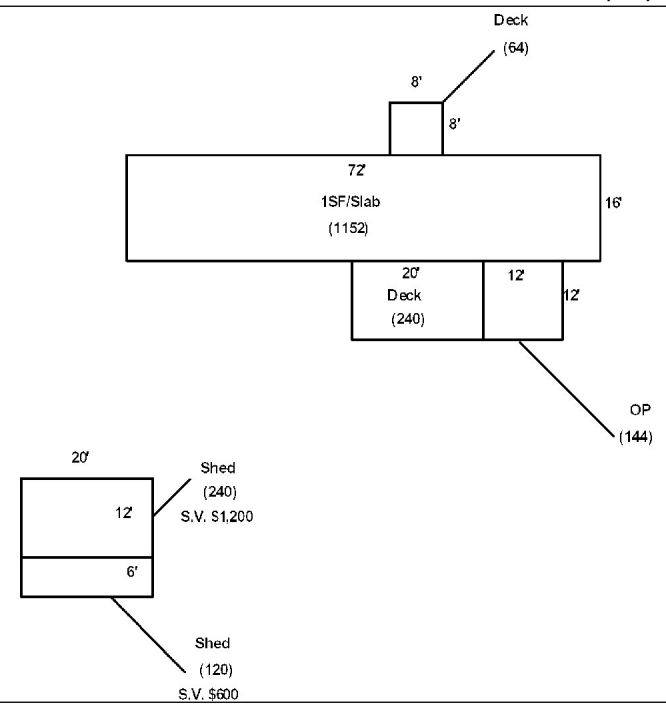 Deck
(64)
8'
8'
72'
1SF/Slab
(1152)
16'
20'
Deck
(240)
12'
12'
OP
(144)
20'
12'
Shed
(240)
S.V. $1,200
6'
Shed
(120)
S.V. $600